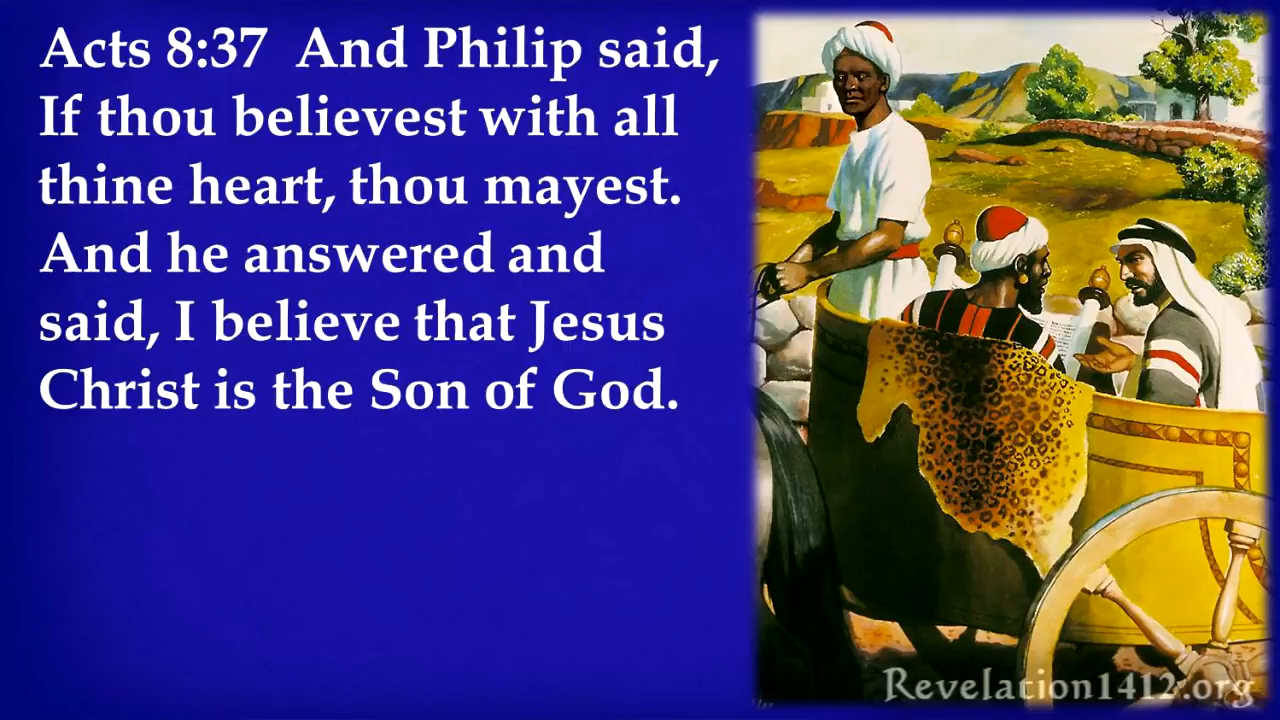 Acts 8:37  And Philip said,
If thou believest with all
thine heart, thou mayest.
And he answered and
said, I believe that Jesus
Christ is the Son of God.
Revelation1412.org